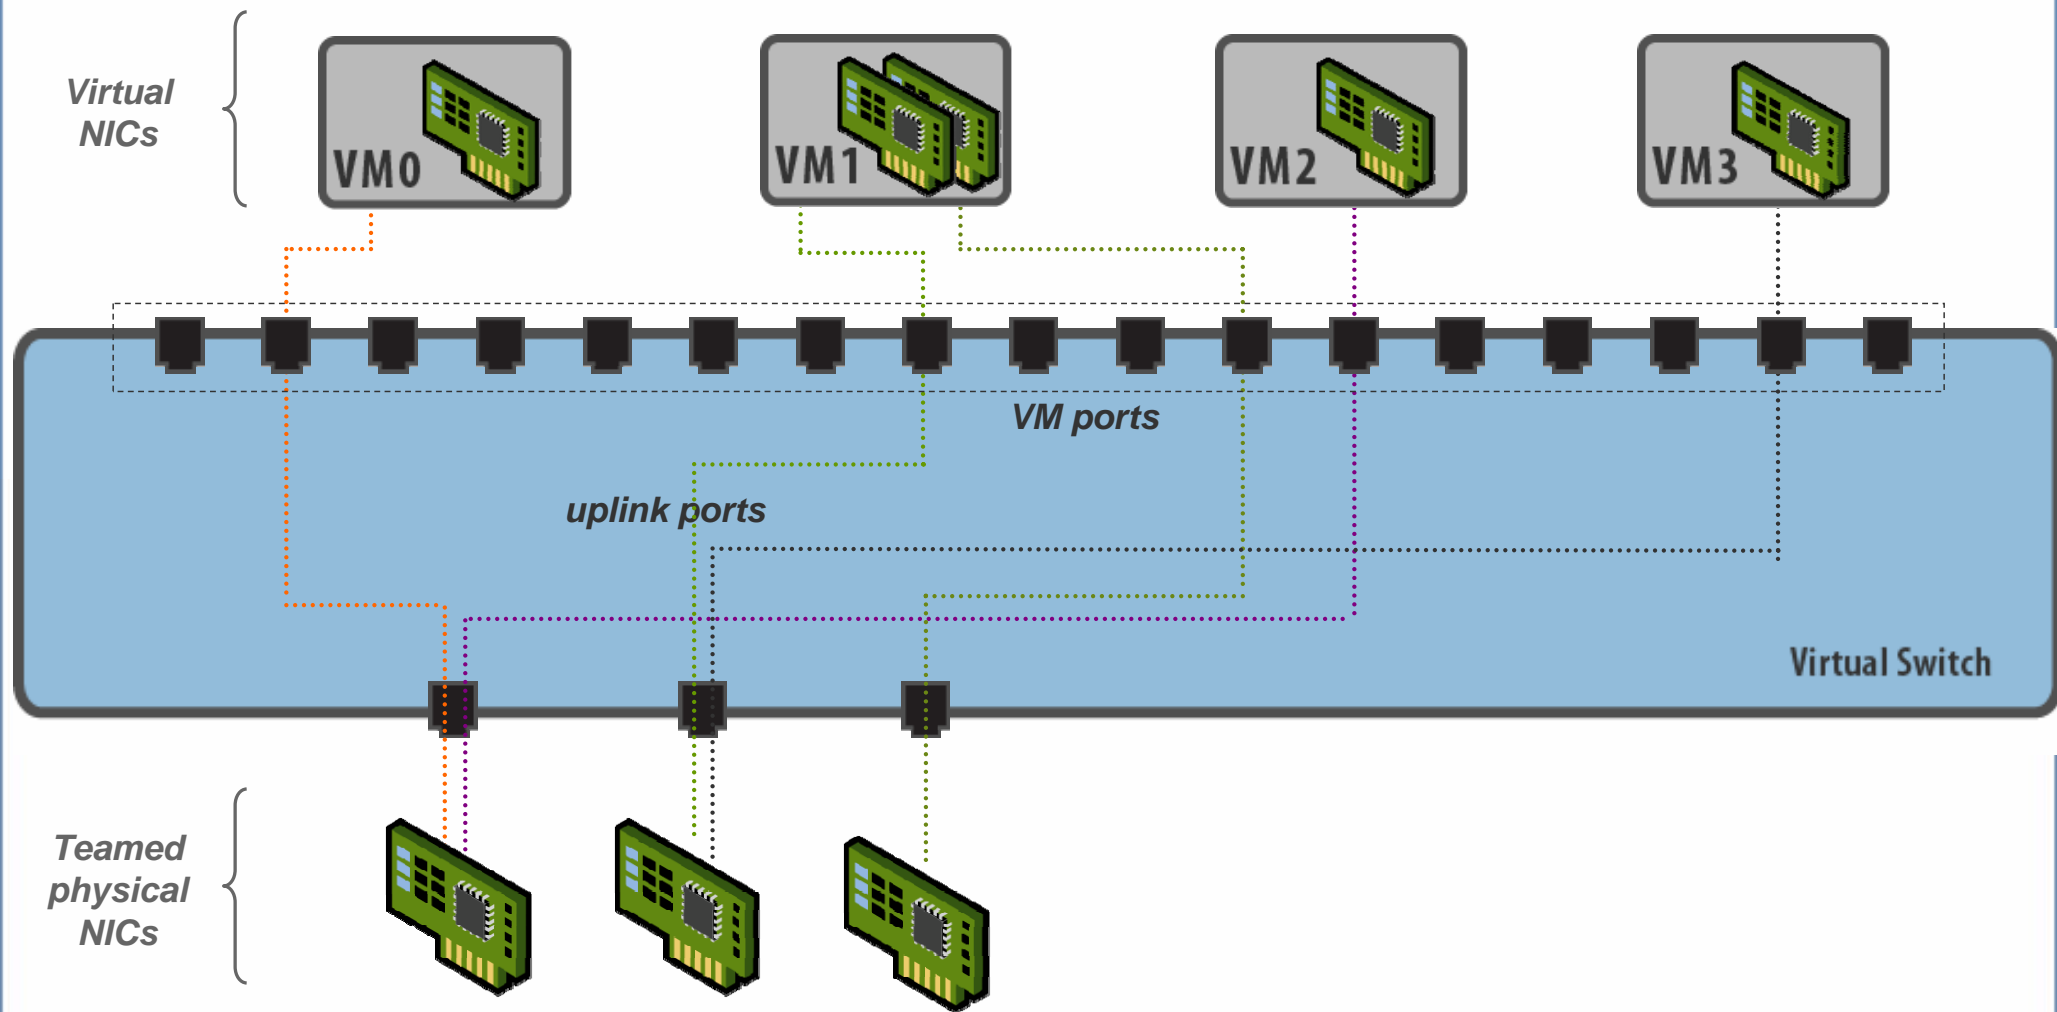 Virtual
NICs
VM0
VM1
VM2
VM3
VM ports
uplink ports
Virtual Switch
Teamed
physical
NICs